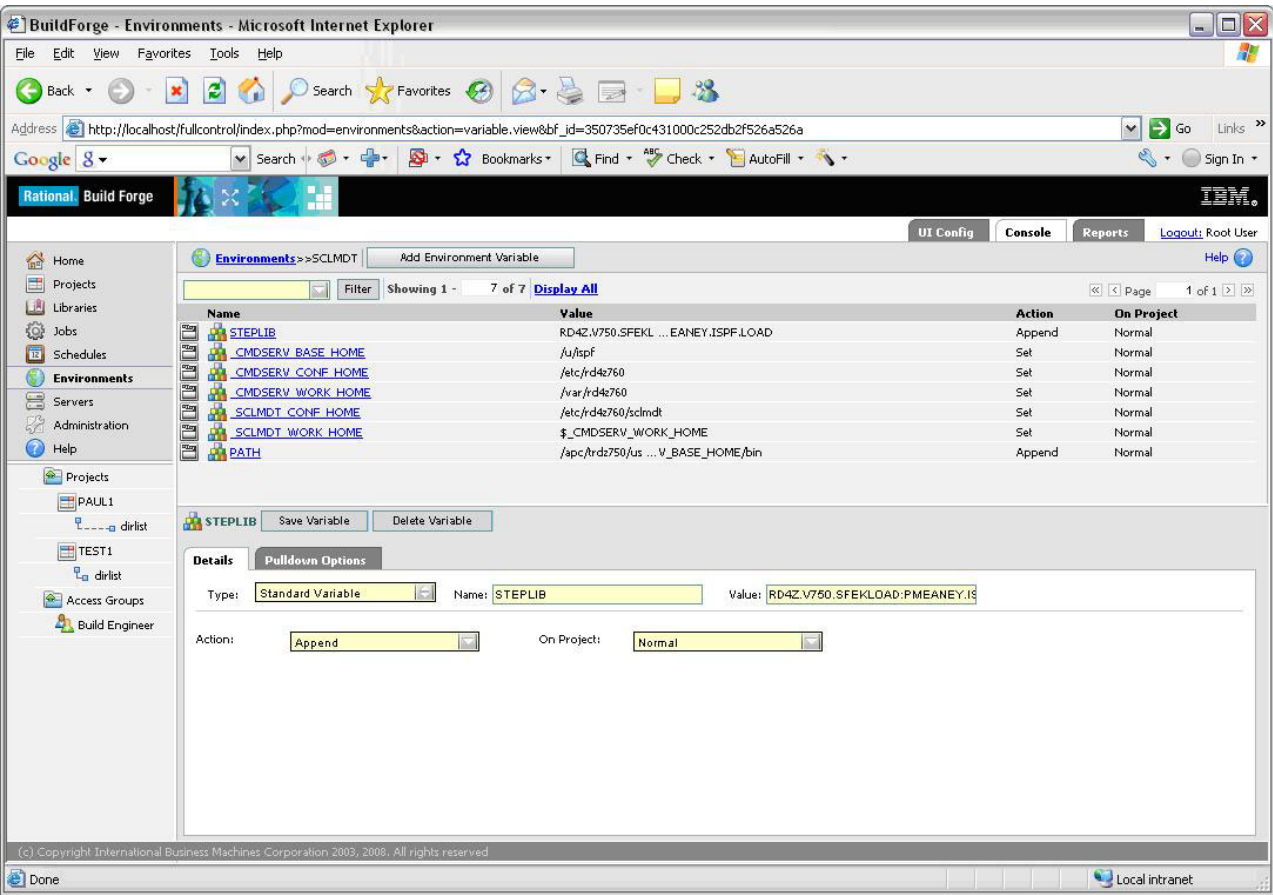 BuildForge - Environments - Microsoft Internet Explorer
File Edit View Favorites Tools Help
Back Search Favorites
Address http://localhost/fullcontrol/index.php?mod=environments&action=variable.view&bf_id=350735ef0c431000c252db2f526a526a Go Links »
Google Search Bookmarks Find Check AutoFill Sign In
Rational. Build Forge IBM.
UI Config Console Reports Logout: Root User
Home
Projects
Libraries
Jobs
Schedules
Environments
Servers
Administration
Help
Projects
PAUL1
dirlist
TEST1
dirlist
Access Groups
Build Engineer
Environments>>SCLMDT Add Environment Variable Help
Filter Showing 1 - 7 of 7 Display All Page 1 of 1
Name Value Action On Project
STEPLIB RD4Z.V750.SFEKL ... EANEY.ISPF.LOAD Append Normal
_CMDSERV_BASE_HOME /u/ispf Set Normal
_CMDSERV_CONF_HOME /etc/rd4z760 Set Normal
_CMDSERV_WORK_HOME /var/rd4z760 Set Normal
_SCLMDT_CONF_HOME /etc/rd4z760/sclmdt Set Normal
_SCLMDT_WORK_HOME $_CMDSERV_WORK_HOME Set Normal
PATH /apc/trdz750/us ... V_BASE_HOME/bin Append Normal
STEPLIB Save Variable Delete Variable
Details Pulldown Options
Type: Standard Variable Name: STEPLIB Value: RD4Z.V750.SFEKLOAD:PMEANEY.IS
Action: Append On Project: Normal
(c) Copyright International Business Machines Corporation 2003, 2008. All rights reserved
Done Local intranet